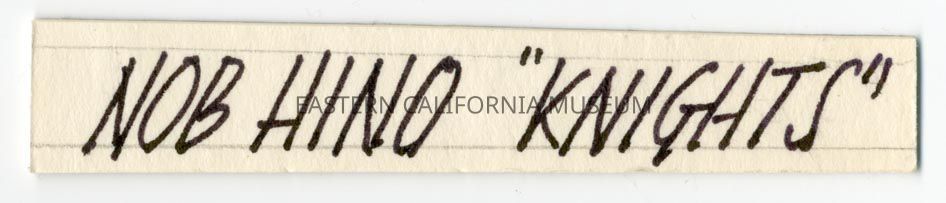 NOB HINO "KNIGHTS"
EASTERN CALIFORNIA MUSEUM